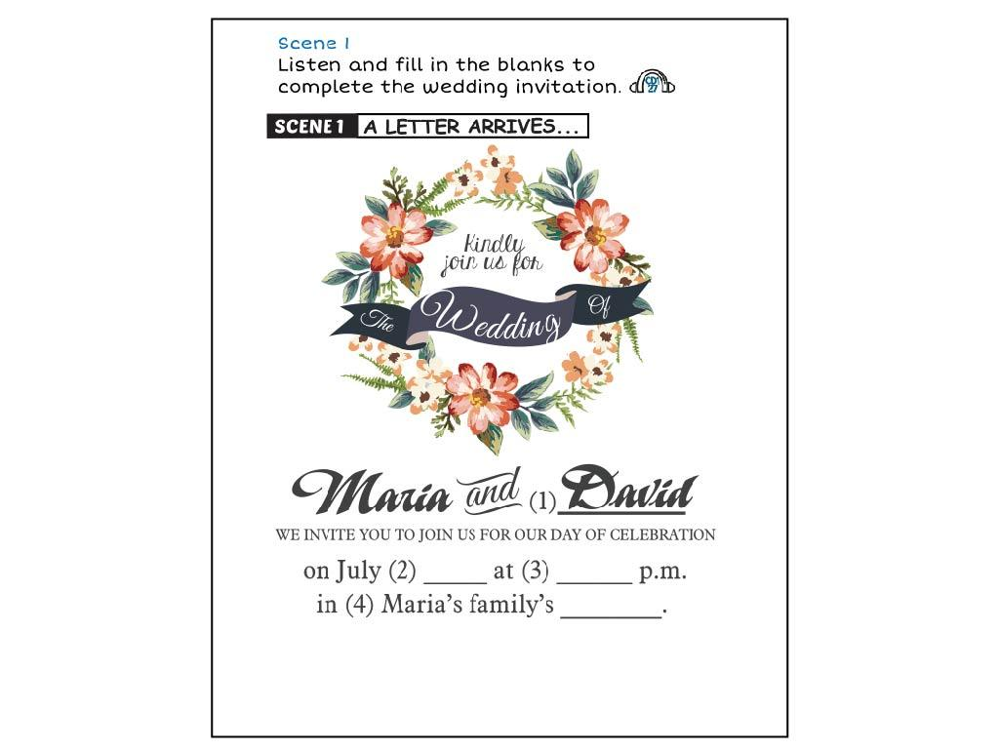 Scene 1
Listen and fill in the blanks to
complete the wedding invitation.
CD1
27
SCENE 1 A LETTER ARRIVES...
Kindly
join us for
The Wedding Of
Maria and (1) David
WE INVITE YOU TO JOIN US FOR OUR DAY OF CELEBRATION
on July (2) _____ at (3) ______ p.m.
in (4) Maria's family's ________.